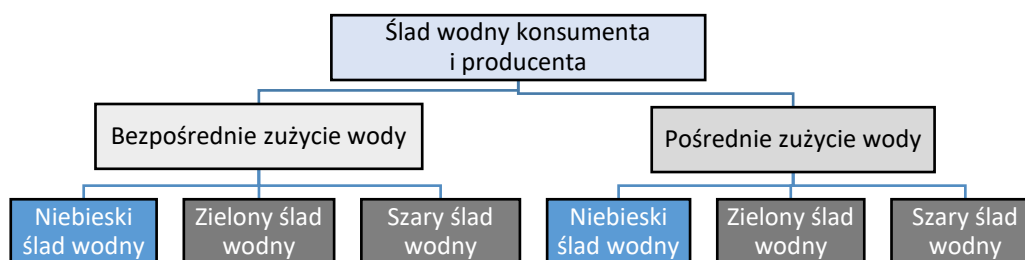 Ślad wodny konsumenta
i producenta
Bezpośrednie zużycie wody
Pośrednie zużycie wody
Niebieski
ślad wodny
Zielony ślad
wodny
Szary ślad
wodny
Niebieski
ślad wodny
Zielony ślad
wodny
Szary ślad
wodny